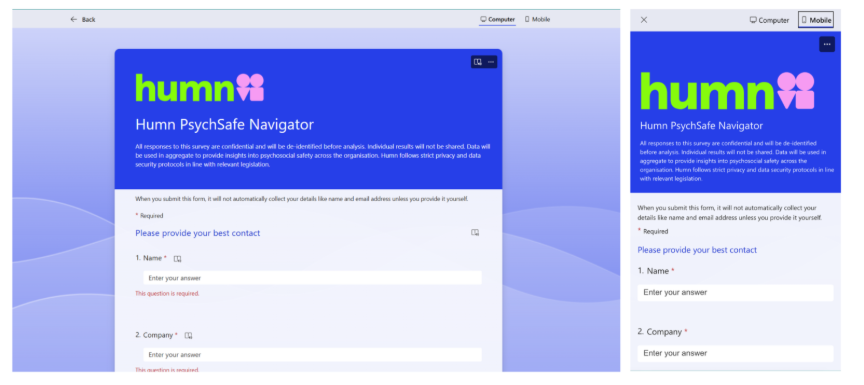 ← Back
Computer
Mobile
humn
Humn PsychSafe Navigator
All responses to this survey are confidential and will be de-identified before analysis. Individual results will not be shared. Data will
be used in aggregate to provide insights into psychosocial safety across the organisation. Humn follows strict privacy and data
security protocols in line with relevant legislation.
When you submit this form, it will not automatically collect your details like name and email address unless you provide it yourself.
* Required
Please provide your best contact
1. Name *
Enter your answer
This question is required.
2. Company *
Enter your answer
This question is required.
Computer
Mobile
humn
Humn PsychSafe Navigator
All responses to this survey are confidential and will be de-identified
before analysis. Individual results will not be shared. Data will be used in
aggregate to provide insights into psychosocial safety across the
organisation. Humn follows strict privacy and data security protocols in line
with relevant legislation.
When you submit this form, it will not automatically collect your
details like name and email address unless you provide it yourself.
* Required
Please provide your best contact
1. Name *
Enter your answer
2. Company *
Enter your answer